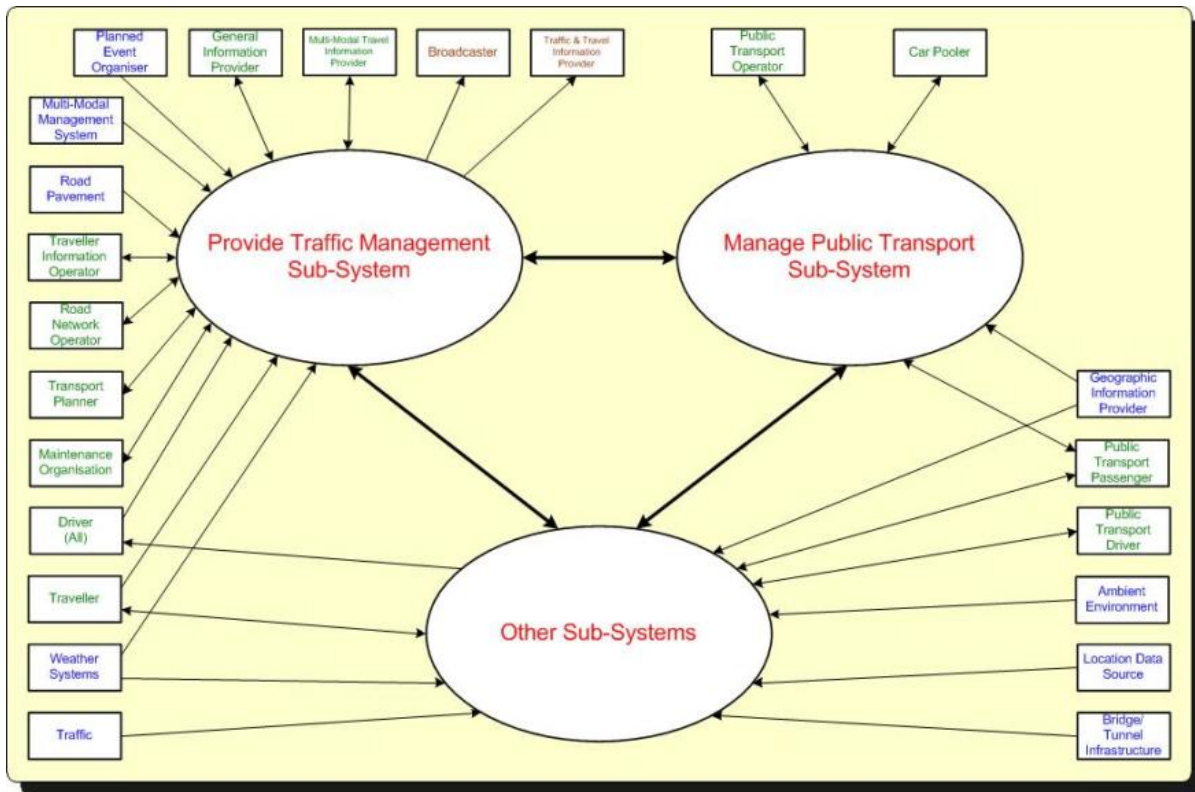 Planned
Event
Organiser
General
Information
Provider
Multi-Modal Travel
Information
Provider
Broadcaster
Traffic & Travel
Information
Provider
Public
Transport
Operator
Car Pooler
Multi-Modal
Management
System
Road
Pavement
Traveller
Information
Operator
Road
Network
Operator
Transport
Planner
Maintenance
Organisation
Driver
(All)
Traveller
Weather
Systems
Traffic
Provide Traffic Management
Sub-System
Manage Public Transport
Sub-System
Other Sub-Systems
Geographic
Information
Provider
Public
Transport
Passenger
Public
Transport
Driver
Ambient
Environment
Location Data
Source
Bridge/
Tunnel
Infrastructure